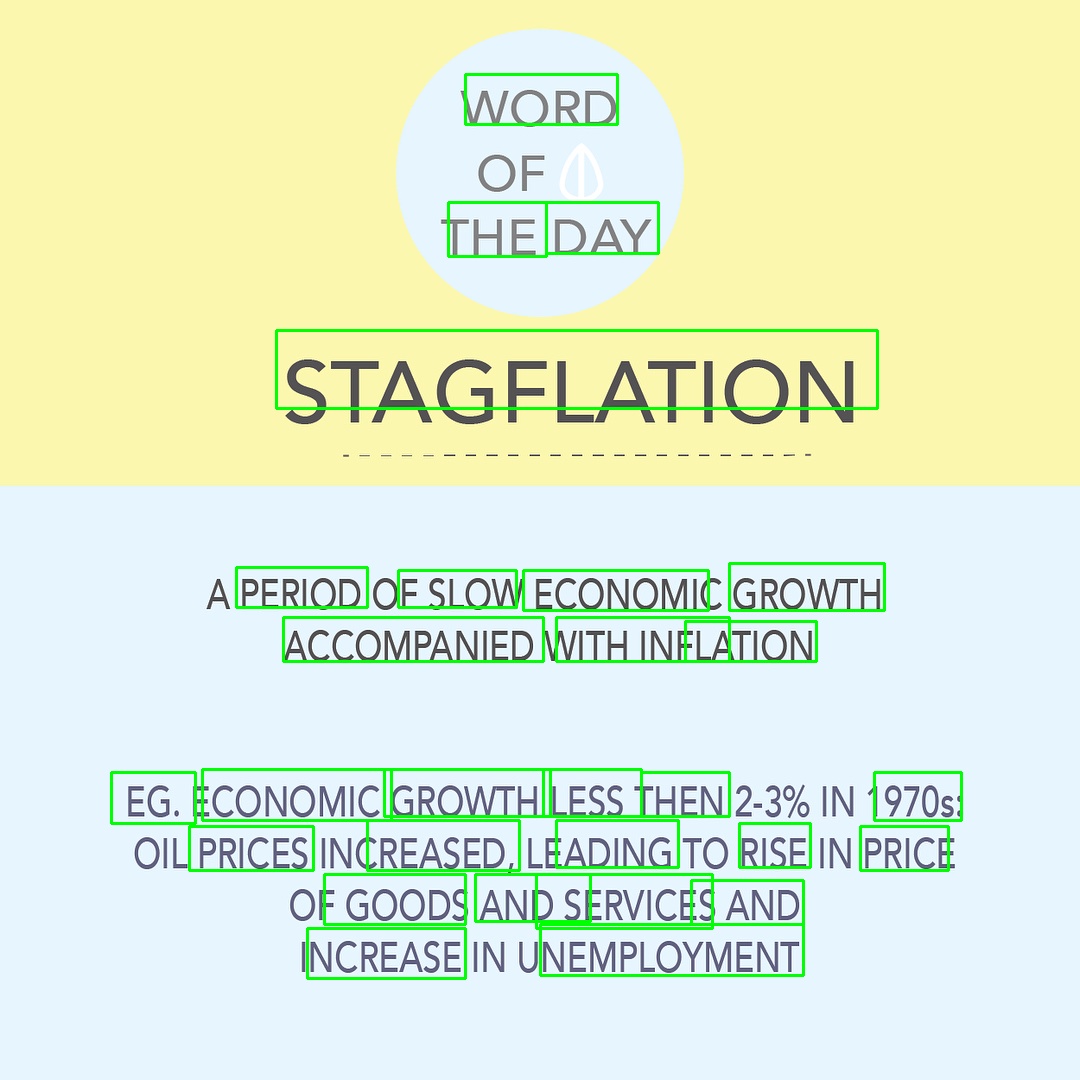 WORD
OF
THE DAY
STAGFLATION
A PERIOD OF SLOW ECONOMIC GROWTH
ACCOMPANIED WITH INFLATION
EG. ECONOMIC GROWTH LESS THEN 2-3% IN 1970s:
OIL PRICES INCREASED, LEADING TO RISE IN PRICE
OF GOODS AND SERVICES AND
INCREASE IN UNEMPLOYMENT